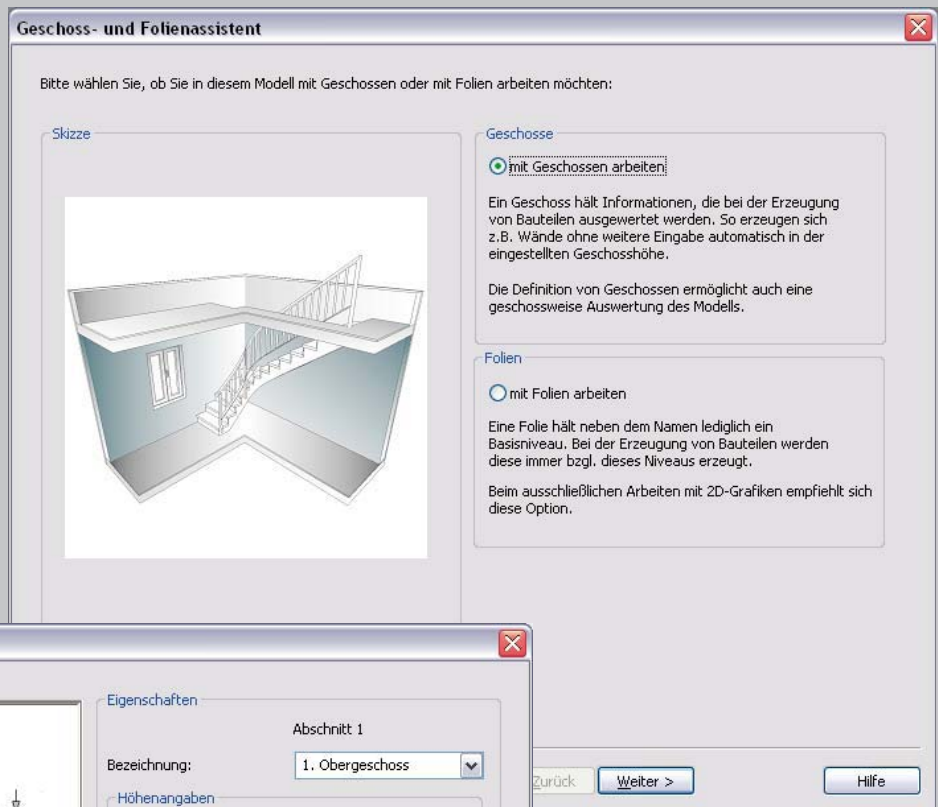 Geschoss- und Folienassistent
Bitte wählen Sie, ob Sie in diesem Modell mit Geschossen oder mit Folien arbeiten möchten:
Skizze
Geschosse
mit Geschossen arbeiten
Ein Geschoss hält Informationen, die bei der Erzeugung
von Bauteilen ausgewertet werden. So erzeugen sich
z.B. Wände ohne weitere Eingabe automatisch in der
eingestellten Geschosshöhe.
Die Definition von Geschossen ermöglicht auch eine
geschossweise Auswertung des Modells.
Folien
mit Folien arbeiten
Eine Folie hält neben dem Namen lediglich ein
Basisniveau. Bei der Erzeugung von Bauteilen werden
diese immer bzgl. dieses Niveaus erzeugt.
Beim ausschließlichen Arbeiten mit 2D-Grafiken empfiehlt sich
diese Option.
Eigenschaften
Abschnitt 1
Bezeichnung:
1. Obergeschoss
Höhenangaben
Zurück
Weiter >
Hilfe